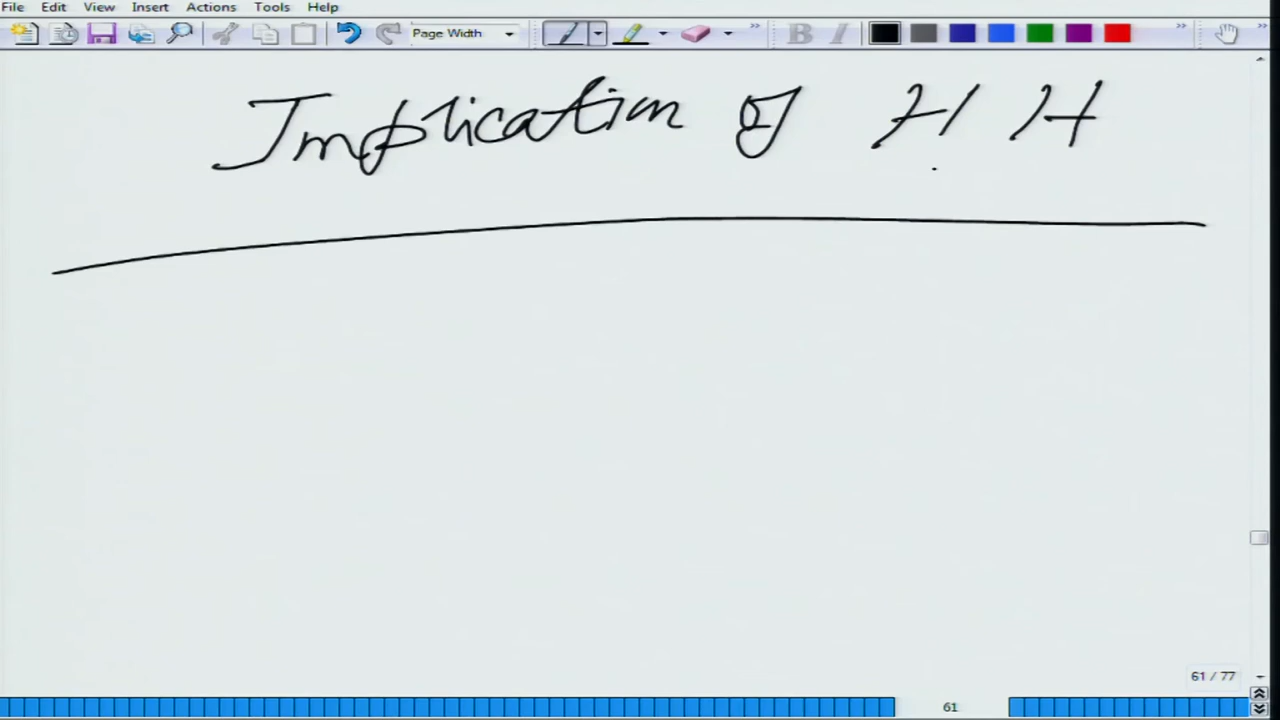 File Edit View Insert Actions Tools Help
Page Width B I
Implication of H H
61 / 77
61